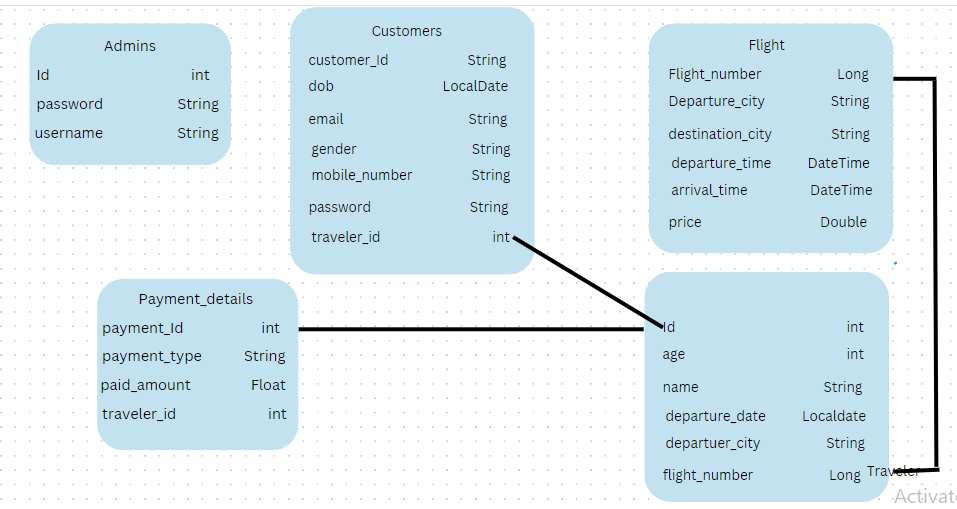 Admins
Id int
password String
username String
Customers
customer_Id String
dob LocalDate
email String
gender String
mobile_number String
password String
traveler_id int
Flight
Flight_number Long
Departure_city String
destination_city String
departure_time DateTime
arrival_time DateTime
price Double
Payment_details
payment_Id int
payment_type String
paid_amount Float
traveler_id int
Id int
age int
name String
departure_date Localdate
departuer_city String
flight_number Long
Traveler
Activat